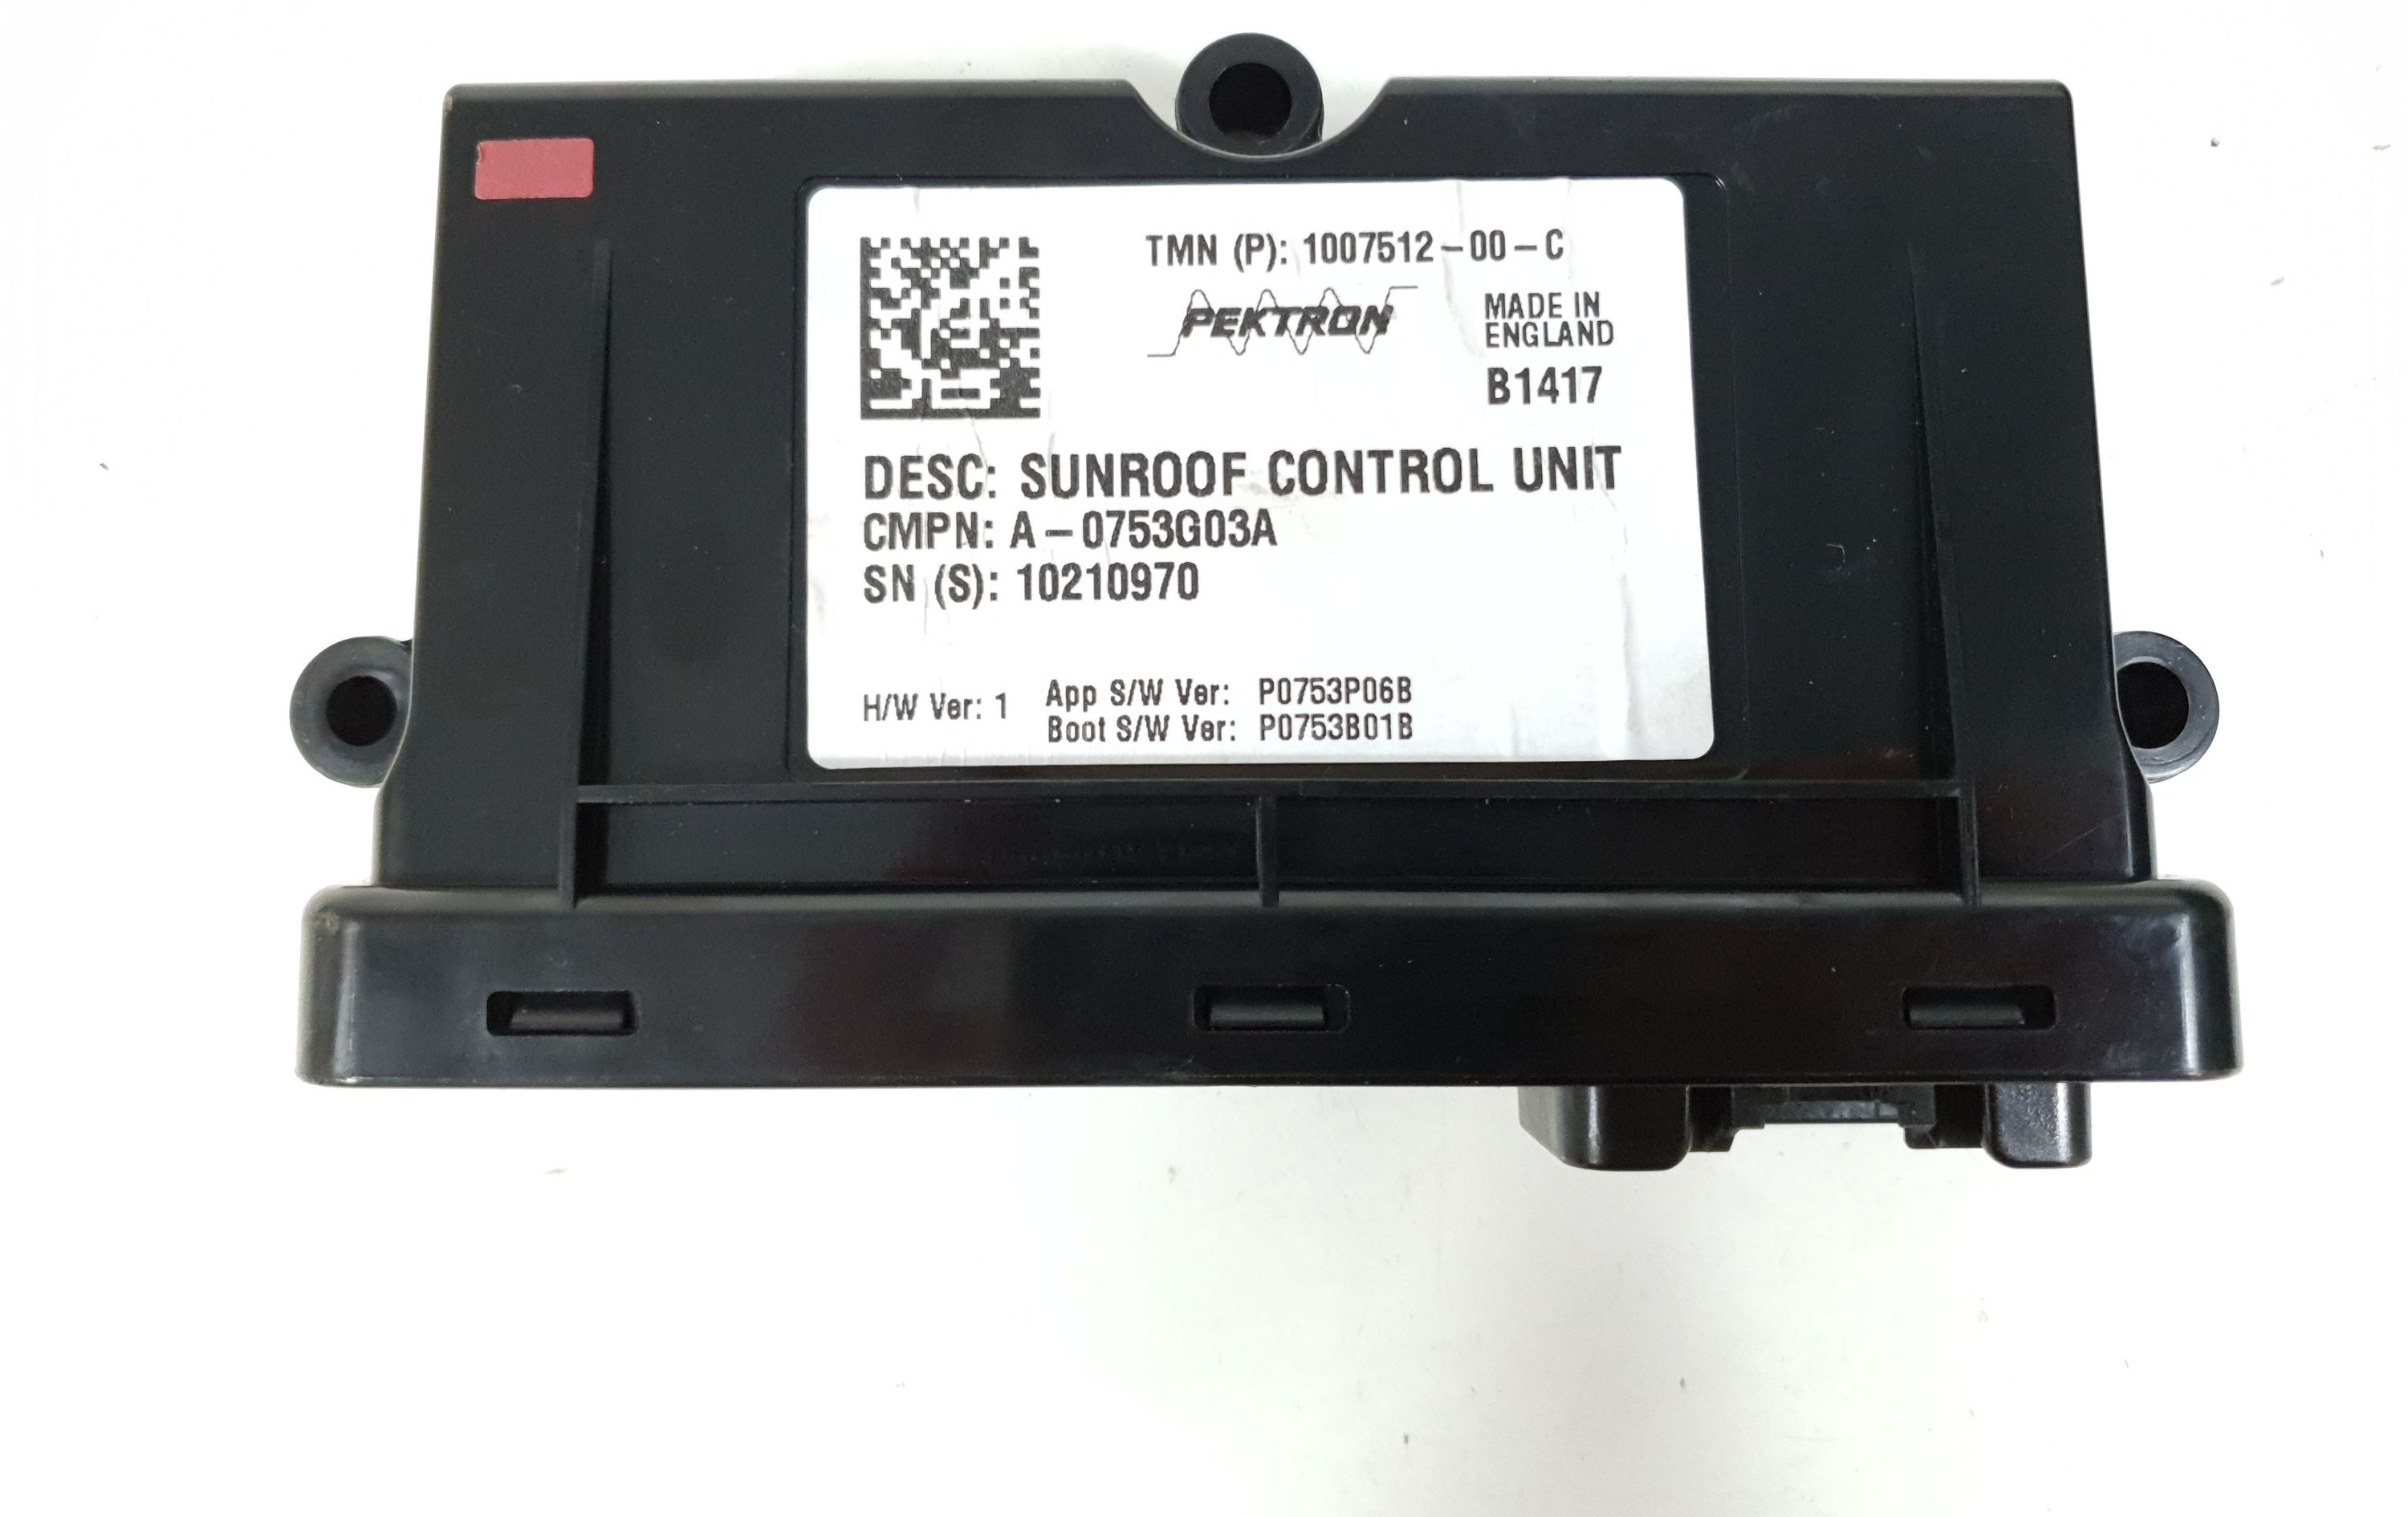 TMN (P): 1007512-00-C
PEKTRON
MADE IN
ENGLAND
B1417
DESC: SUNROOF CONTROL UNIT
CMPN: A-0753G03A
SN (S): 10210970
H/W Ver: 1
App S/W Ver: P0753P06B
Boot S/W Ver: P0753B01B